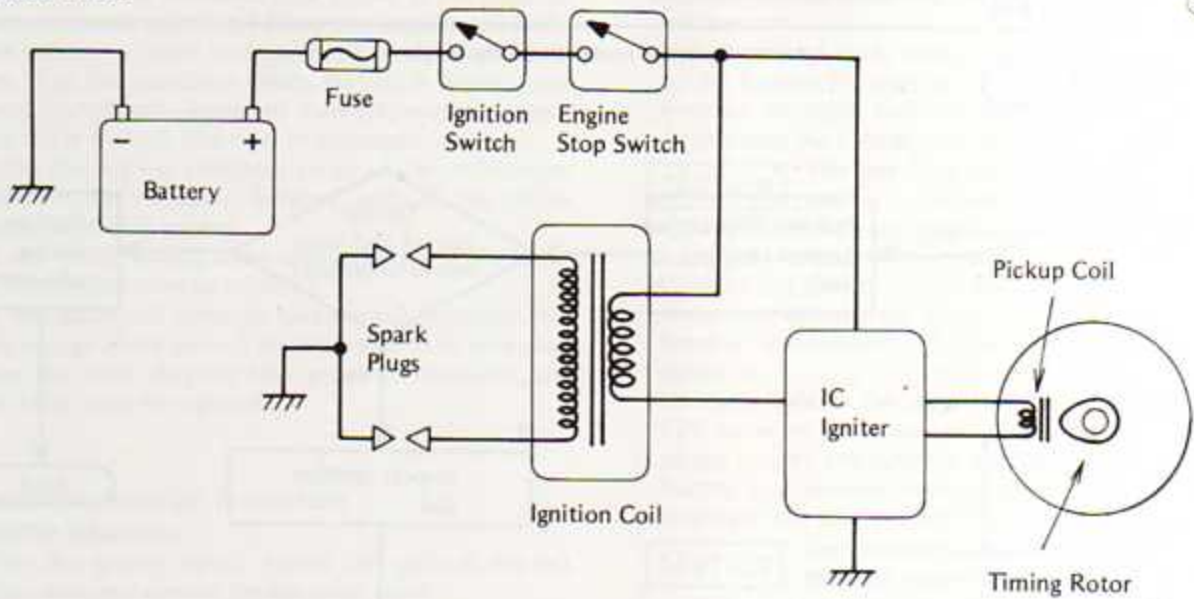 Fuse
Ignition
Switch
Engine
Stop Switch
−
+
Battery
Pickup Coil
Spark
Plugs
IC
Igniter
Ignition Coil
Timing Rotor